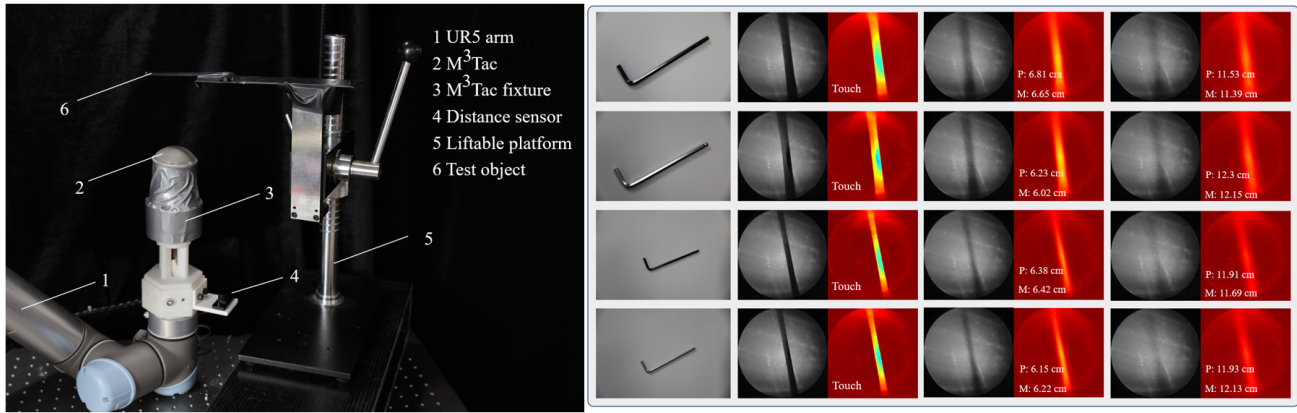 1 UR5 arm
2 M³Tac
3 M³Tac fixture
4 Distance sensor
5 Liftable platform
6 Test object
6
2
3
5
4
1
Touch
P: 6.81 cm
M: 6.65 cm
P: 11.53 cm
M: 11.39 cm
P: 6.23 cm
M: 6.02 cm
P: 12.3 cm
M: 12.15 cm
Touch
P: 6.38 cm
M: 6.42 cm
P: 11.91 cm
M: 11.69 cm
Touch
P: 6.15 cm
M: 6.22 cm
P: 11.93 cm
M: 12.13 cm